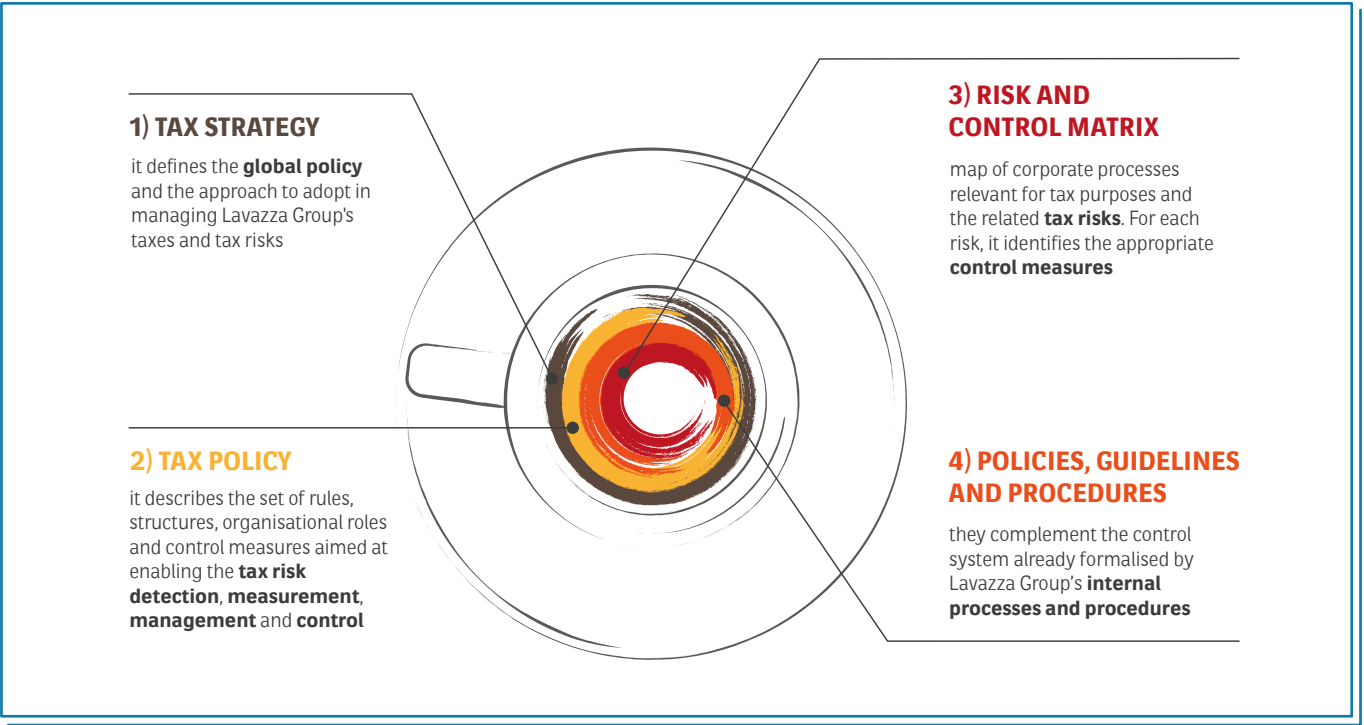 1) TAX STRATEGY
it defines the global policy
and the approach to adopt in
managing Lavazza Group's
taxes and tax risks
2) TAX POLICY
it describes the set of rules,
structures, organisational roles
and control measures aimed at
enabling the tax risk
detection, measurement,
management and control
3) RISK AND
CONTROL MATRIX
map of corporate processes
relevant for tax purposes and
the related tax risks. For each
risk, it identifies the appropriate
control measures
4) POLICIES, GUIDELINES
AND PROCEDURES
they complement the control
system already formalised by
Lavazza Group’s internal
processes and procedures